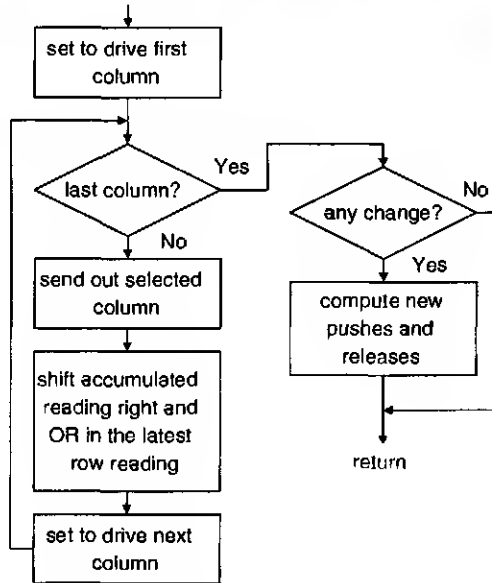 set to drive first
column
last column?
Yes
No
send out selected
column
shift accumulated
reading right and
OR in the latest
row reading
set to drive next
column
any change?
No
Yes
compute new
pushes and
releases
return